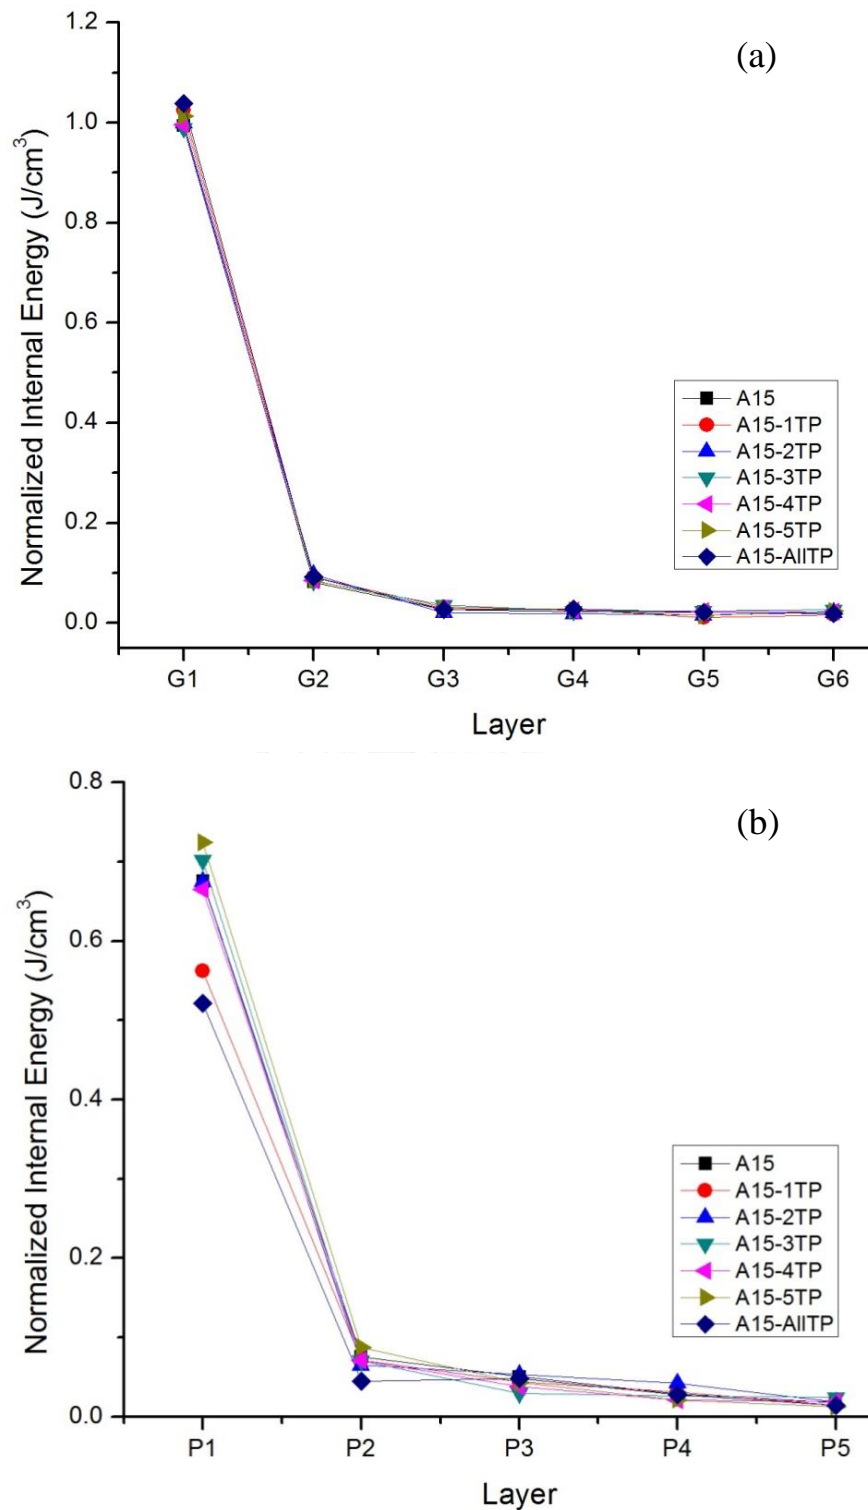 (a)
Normalized Internal Energy (J/cm³)
1.2
1.0
0.8
0.6
0.4
0.2
0.0
A15
A15-1TP
A15-2TP
A15-3TP
A15-4TP
A15-5TP
A15-AllTP
G1 G2 G3 G4 G5 G6
Layer
(b)
Normalized Internal Energy (J/cm³)
0.8
0.6
0.4
0.2
0.0
A15
A15-1TP
A15-2TP
A15-3TP
A15-4TP
A15-5TP
A15-AllTP
P1 P2 P3 P4 P5
Layer